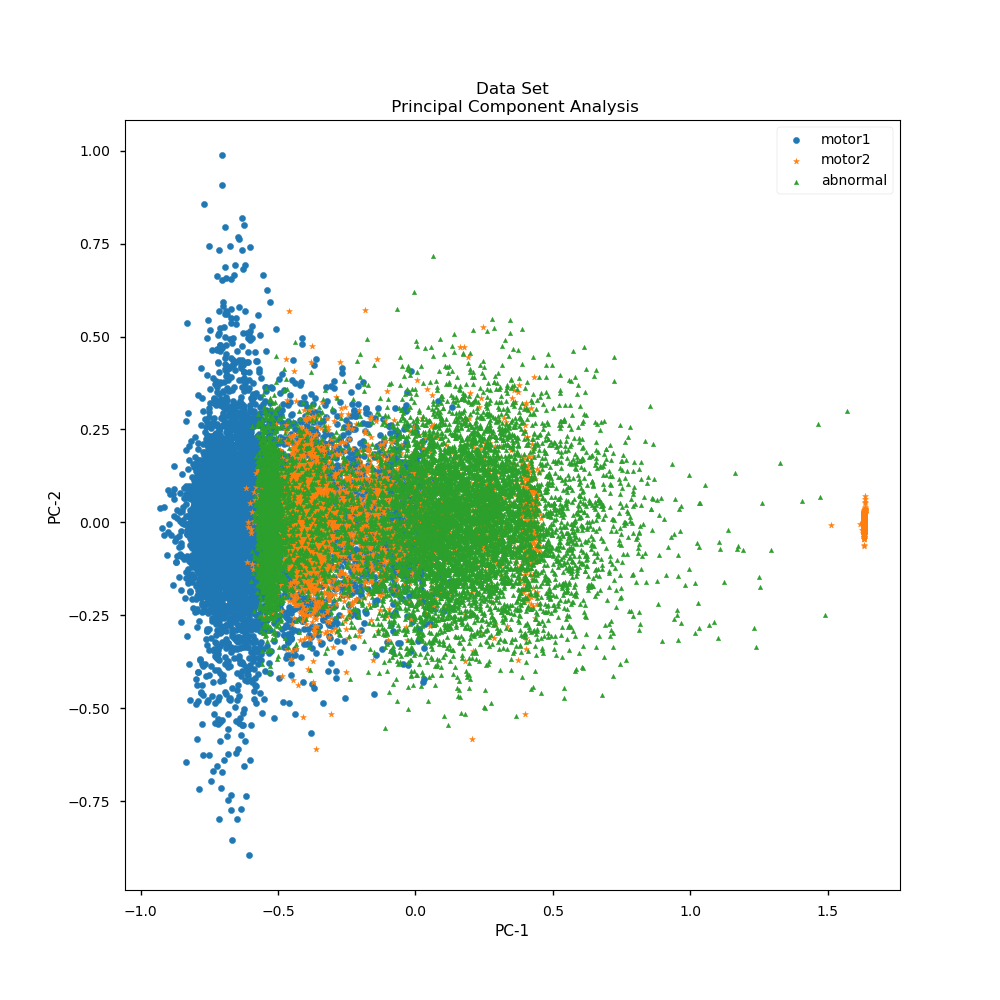 Data Set
Principal Component Analysis
motor1
motor2
abnormal
1.00
0.75
0.50
0.25
0.00
−0.25
−0.50
−0.75
PC-2
−1.0
−0.5
0.0
0.5
1.0
1.5
PC-1